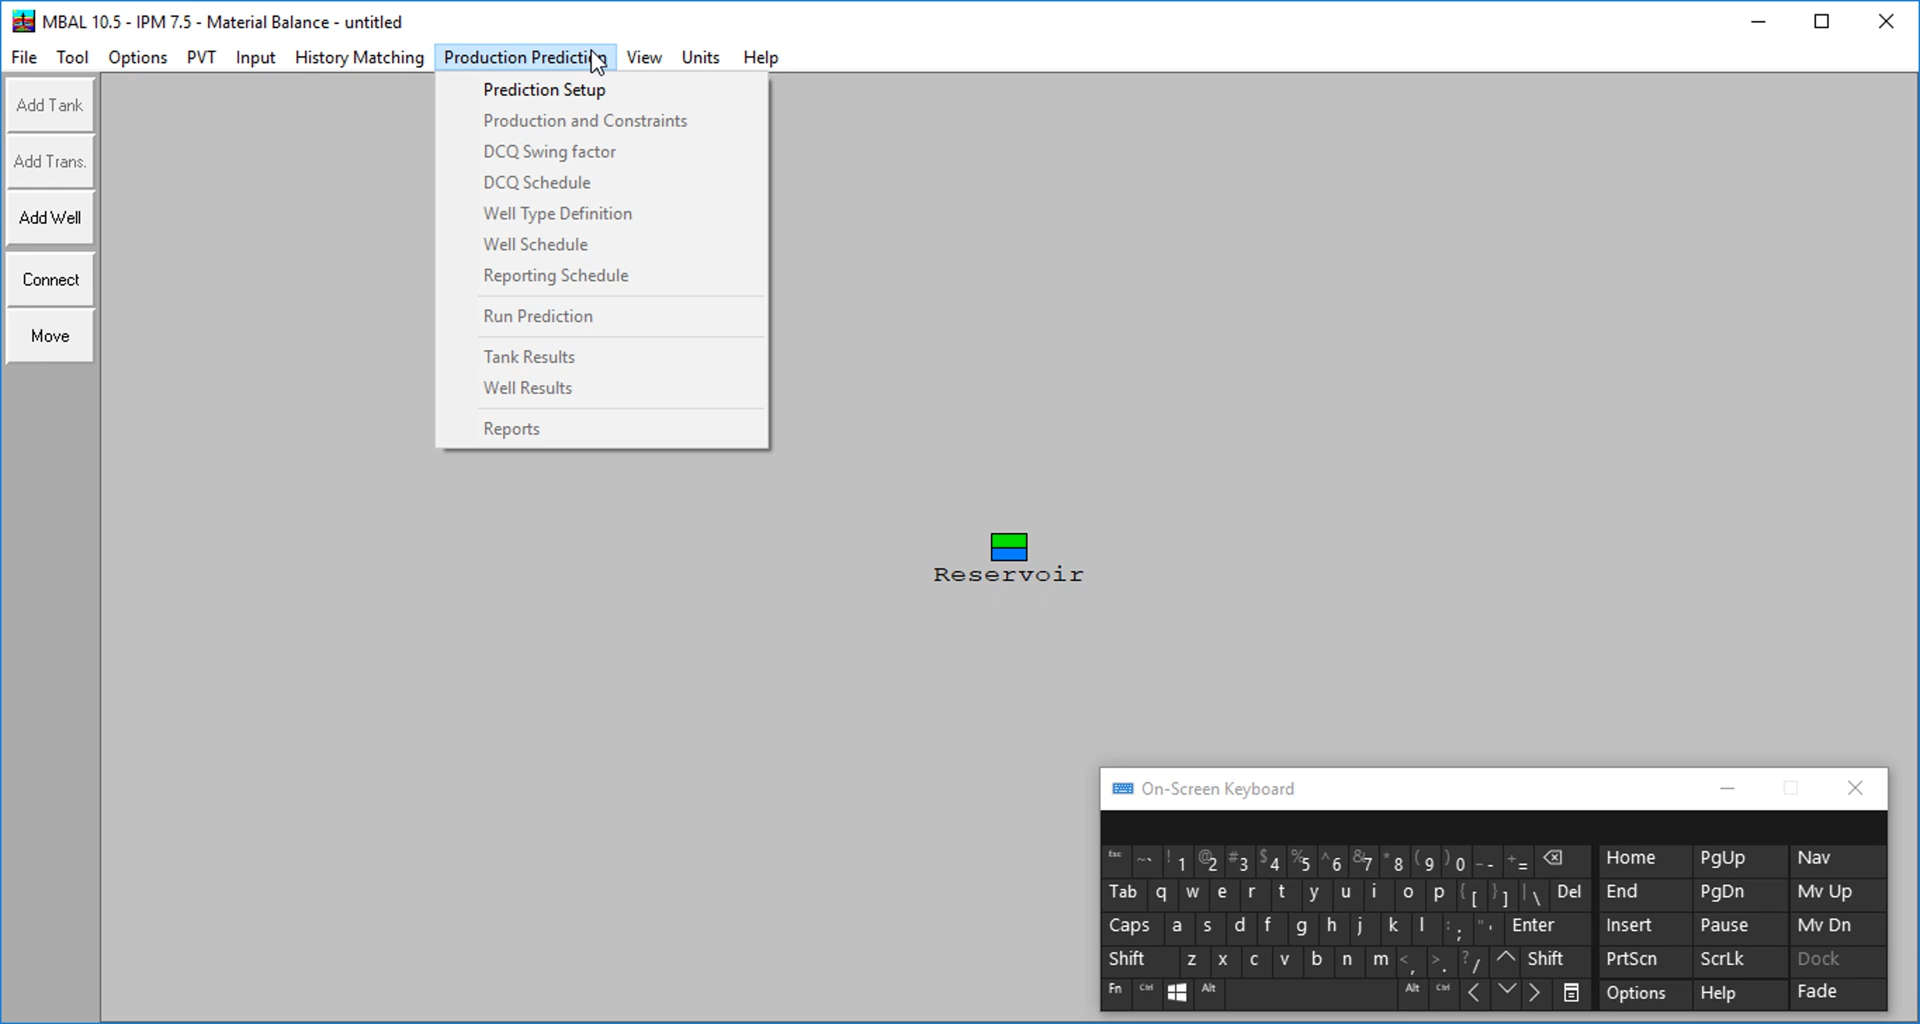 MBAL 10.5 - IPM 7.5 - Material Balance - untitled
File Tool Options PVT Input History Matching Production Prediction View Units Help
Add Tank
Add Trans.
Add Well
Connect
Move
Prediction Setup
Production and Constraints
DCQ Swing factor
DCQ Schedule
Well Type Definition
Well Schedule
Reporting Schedule
Run Prediction
Tank Results
Well Results
Reports
Reservoir
On-Screen Keyboard
Esc ~ ` ! 1 @ 2 # 3 $ 4 % 5 ^ 6 & 7 * 8 ( 9 ) 0 _ - + = Home PgUp Nav
Tab q w e r t y u i o p { [ } ] | \ Del End PgDn Mv Up
Caps a s d f g h j k l : ; " ' Enter Insert Pause Mv Dn
Shift z x c v b n m < , > . ? / Shift PrtScn ScrLk Dock
Fn Ctrl Alt Alt Ctrl Options Help Fade